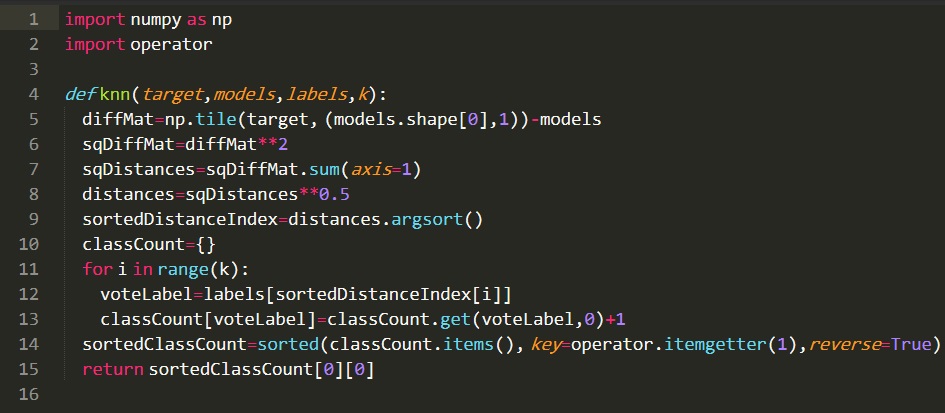 1 import numpy as np
2 import operator
3
4 def knn(target,models,labels,k):
5   diffMat=np.tile(target, (models.shape[0],1))-models
6   sqDiffMat=diffMat**2
7   sqDistances=sqDiffMat.sum(axis=1)
8   distances=sqDistances**0.5
9   sortedDistanceIndex=distances.argsort()
10   classCount={}
11   for i in range(k):
12     voteLabel=labels[sortedDistanceIndex[i]]
13     classCount[voteLabel]=classCount.get(voteLabel,0)+1
14   sortedClassCount=sorted(classCount.items(), key=operator.itemgetter(1),reverse=True)
15   return sortedClassCount[0][0]
16